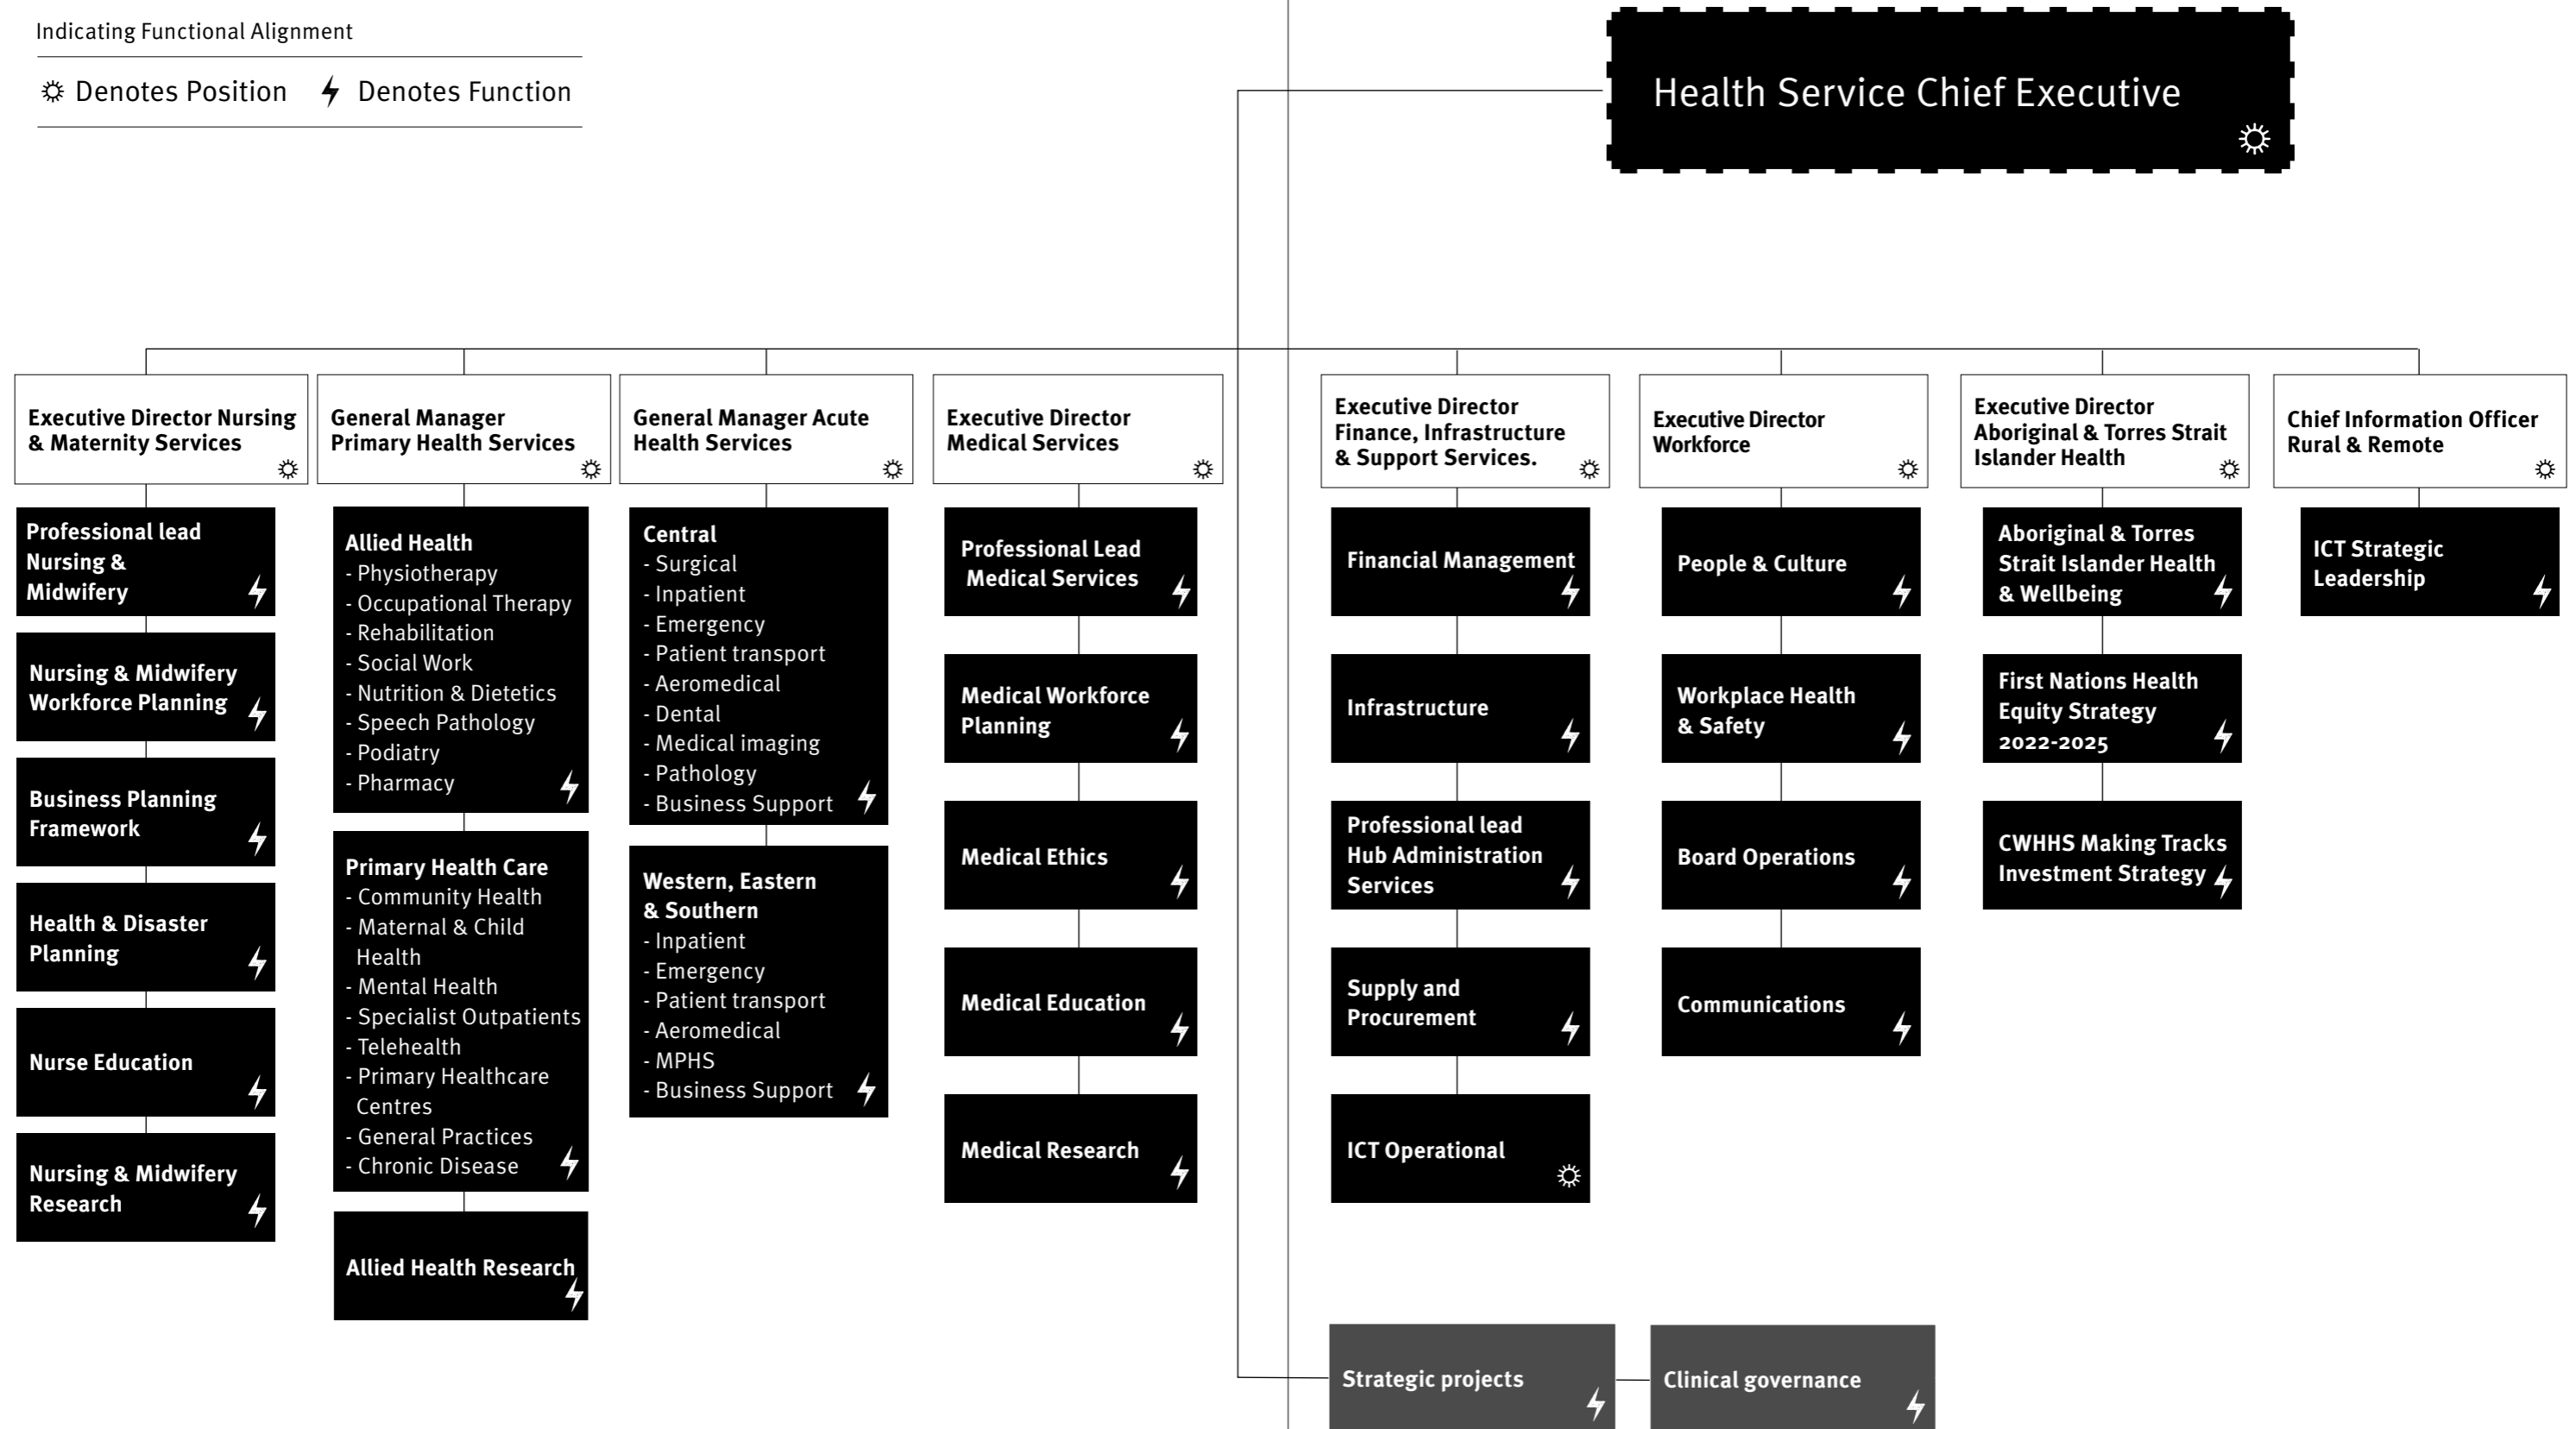 Indicating Functional Alignment
Denotes Position
Denotes Function
Health Service Chief Executive
Executive Director Nursing
& Maternity Services
Professional lead
Nursing &
Midwifery
Nursing & Midwifery
Workforce Planning
Business Planning
Framework
Health & Disaster
Planning
Nurse Education
Nursing & Midwifery
Research
General Manager
Primary Health Services
Allied Health
- Physiotherapy
- Occupational Therapy
- Rehabilitation
- Social Work
- Nutrition & Dietetics
- Speech Pathology
- Podiatry
- Pharmacy
Primary Health Care
- Community Health
- Maternal & Child
Health
- Mental Health
- Specialist Outpatients
- Telehealth
- Primary Healthcare
Centres
- General Practices
- Chronic Disease
Allied Health Research
General Manager Acute
Health Services
Central
- Surgical
- Inpatient
- Emergency
- Patient transport
- Aeromedical
- Dental
- Medical imaging
- Pathology
- Business Support
Western, Eastern
& Southern
- Inpatient
- Emergency
- Patient transport
- Aeromedical
- MPHS
- Business Support
Executive Director
Medical Services
Professional Lead
Medical Services
Medical Workforce
Planning
Medical Ethics
Medical Education
Medical Research
Executive Director
Finance, Infrastructure
& Support Services.
Financial Management
Infrastructure
Professional lead
Hub Administration
Services
Supply and
Procurement
ICT Operational
Executive Director
Workforce
People & Culture
Workplace Health
& Safety
Board Operations
Communications
Executive Director
Aboriginal & Torres Strait
Islander Health
Aboriginal & Torres
Strait Islander Health
& Wellbeing
First Nations Health
Equity Strategy
2022-2025
CWHHS Making Tracks
Investment Strategy
Chief Information Officer
Rural & Remote
ICT Strategic
Leadership
Strategic projects
Clinical governance